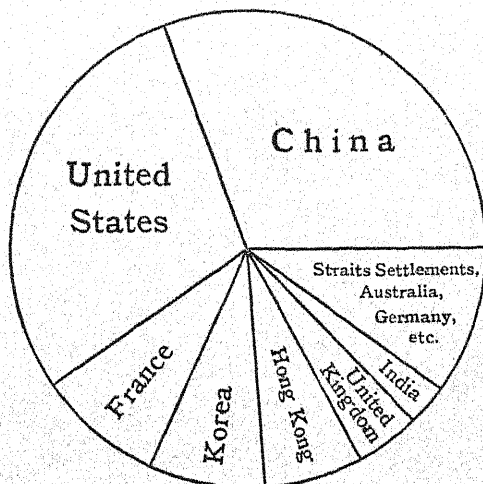 China
United
States
Straits Settlements,
Australia,
Germany,
etc.
India
United
Kingdom
Hong Kong
Korea
France